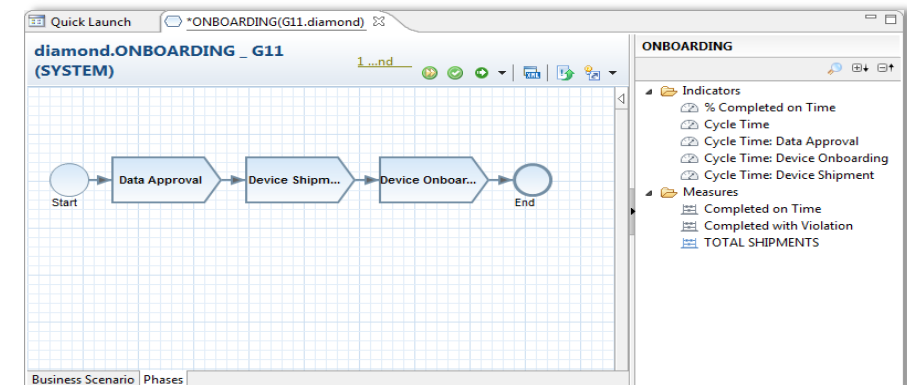 Quick Launch
*ONBOARDING(G11.diamond)
diamond.ONBOARDING _ G11
(SYSTEM)
1 ...nd
Start
Data Approval
Device Shipm...
Device Onboar...
End
Business Scenario
Phases
ONBOARDING
Indicators
% Completed on Time
Cycle Time
Cycle Time: Data Approval
Cycle Time: Device Onboarding
Cycle Time: Device Shipment
Measures
Completed on Time
Completed with Violation
TOTAL SHIPMENTS